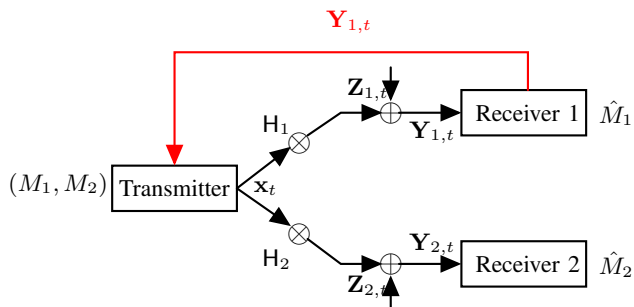 Y₁,ₜ
Z₁,ₜ
Receiver 1
M̂₁
H₁
Y₁,ₜ
(M₁, M₂)
Transmitter
xₜ
Y₂,ₜ
H₂
Receiver 2
M̂₂
Z₂,ₜ